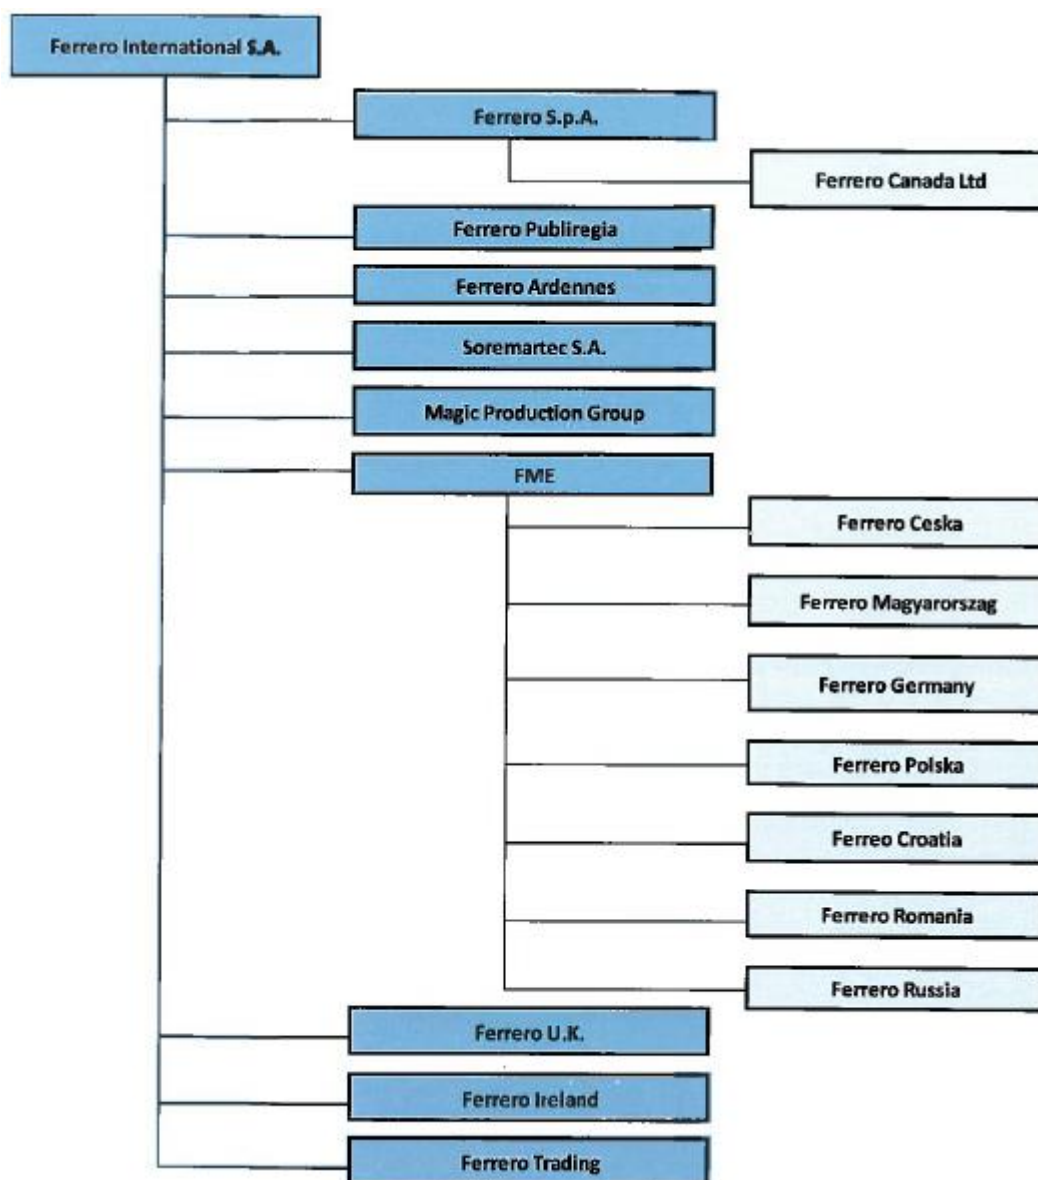 Ferrero International S.A.
Ferrero S.p.A.
Ferrero Canada Ltd
Ferrero Publiregia
Ferrero Ardennes
Soremartec S.A.
Magic Production Group
FME
Ferrero Ceska
Ferrero Magyarorszag
Ferrero Germany
Ferrero Polska
Ferreo Croatia
Ferrero Romania
Ferrero Russia
Ferrero U.K.
Ferrero Ireland
Ferrero Trading